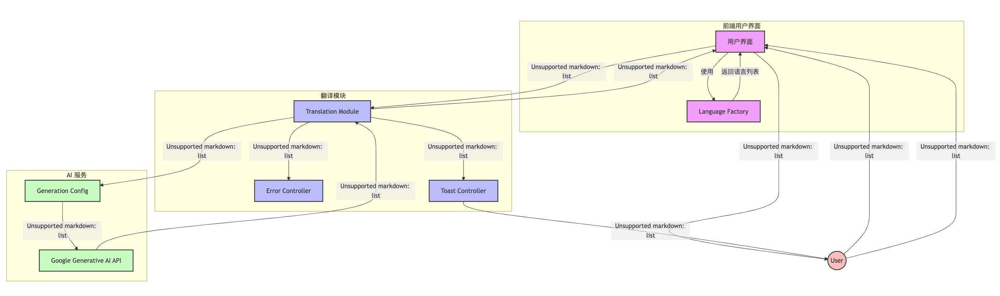 前端用户界面
用户界面
Unsupported markdown:
list
Unsupported markdown:
list
使用
返回语言列表
翻译模块
Translation Module
Language Factory
Unsupported markdown:
list
Unsupported markdown:
list
Unsupported markdown:
list
Unsupported markdown:
list
Unsupported markdown:
list
Unsupported markdown:
list
AI 服务
Generation Config
Error Controller
Unsupported markdown:
list
Toast Controller
Unsupported markdown:
list
Unsupported markdown:
list
Google Generative AI API
User